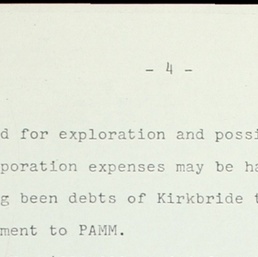 - 4 -
d for exploration and possi
poration expenses may be ha
g been debts of Kirkbride t
ment to PAMM.